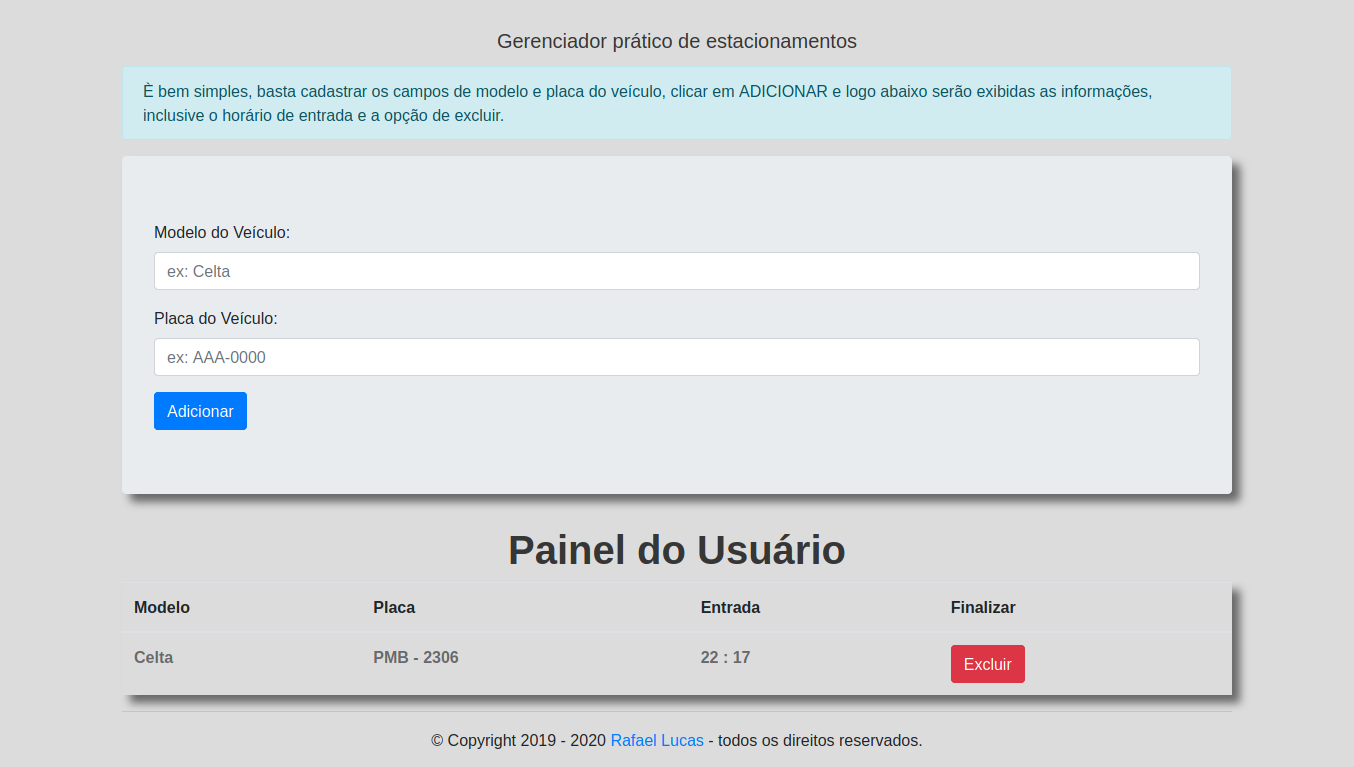 Gerenciador prático de estacionamentos
È bem simples, basta cadastrar os campos de modelo e placa do veículo, clicar em ADICIONAR e logo abaixo serão exibidas as informações,
inclusive o horário de entrada e a opção de excluir.
Modelo do Veículo:
ex: Celta
Placa do Veículo:
ex: AAA-0000
Adicionar
Painel do Usuário
Modelo Placa Entrada Finalizar
Celta PMB - 2306 22 : 17 Excluir
© Copyright 2019 - 2020 Rafael Lucas - todos os direitos reservados.